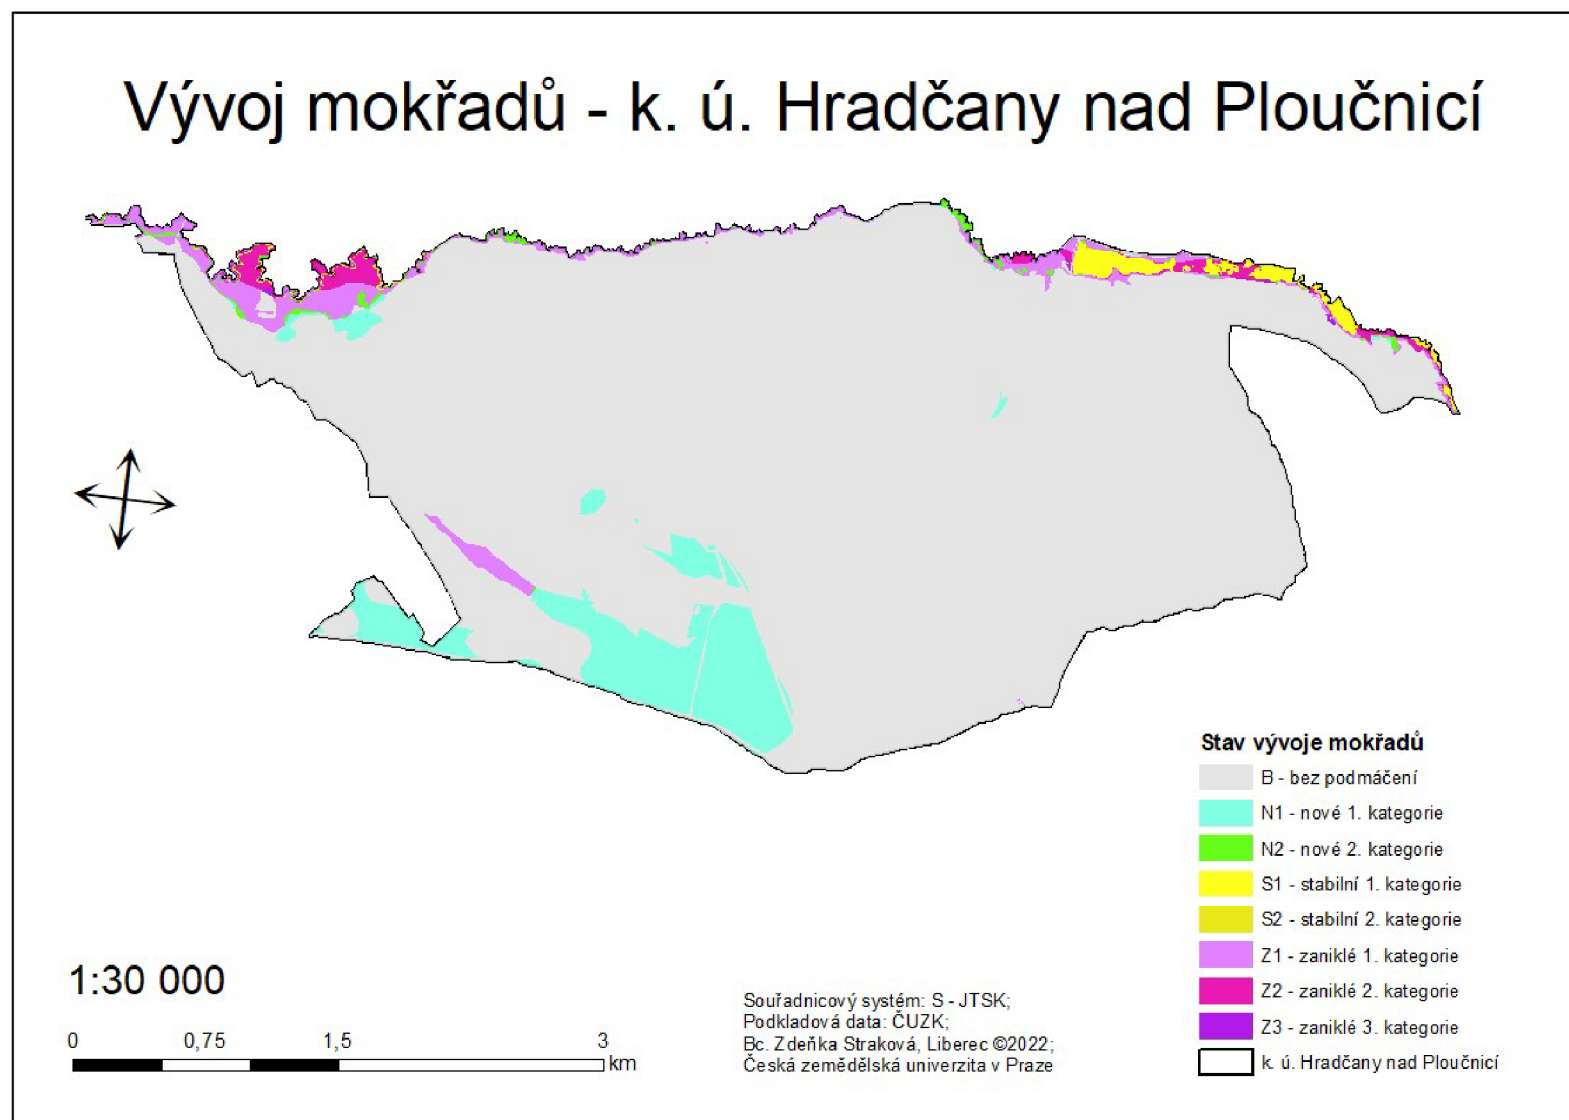 Vývoj mokřadů - k. ú. Hradčany nad Ploučnicí
Stav vývoje mokřadů
B - bez podmáčení
N1 - nové 1. kategorie
N2 - nové 2. kategorie
S1 - stabilní 1. kategorie
S2 - stabilní 2. kategorie
Z1 - zaniklé 1. kategorie
Z2 - zaniklé 2. kategorie
Z3 - zaniklé 3. kategorie
k. ú. Hradčany nad Ploučnicí
1:30 000
0 0,75 1,5 3
km
Souřadnicový systém: S - JTSK;
Podkladová data: ČUZK;
Bc. Zdeňka Straková, Liberec ©2022;
Česká zemědělská univerzita v Praze